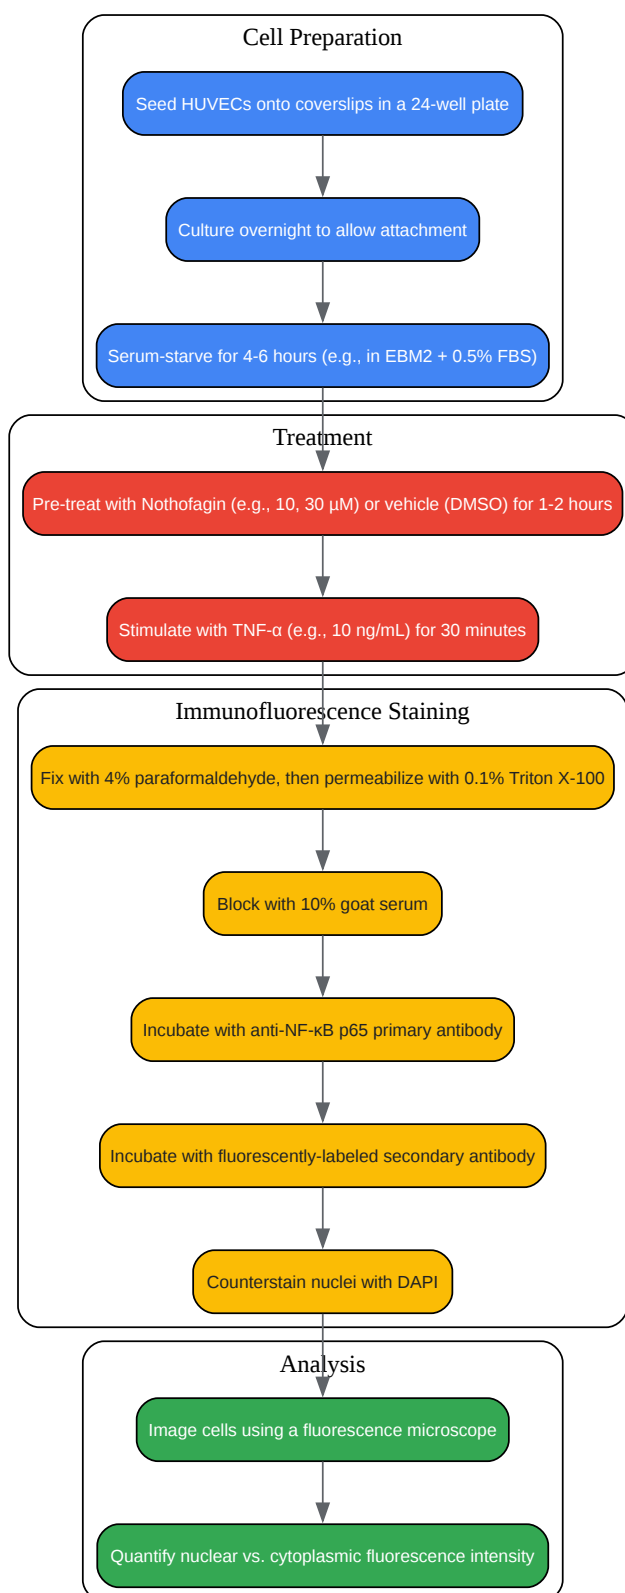 Cell Preparation
Seed HUVECs onto coverslips in a 24-well plate
Culture overnight to allow attachment
Serum-starve for 4-6 hours (e.g., in EBM2 + 0.5% FBS)
Treatment
Pre-treat with Nothofagin (e.g., 10, 30 µM) or vehicle (DMSO) for 1-2 hours
Stimulate with TNF-α (e.g., 10 ng/mL) for 30 minutes
Immunofluorescence Staining
Fix with 4% paraformaldehyde, then permeabilize with 0.1% Triton X-100
Block with 10% goat serum
Incubate with anti-NF-κB p65 primary antibody
Incubate with fluorescently-labeled secondary antibody
Counterstain nuclei with DAPI
Analysis
Image cells using a fluorescence microscope
Quantify nuclear vs. cytoplasmic fluorescence intensity